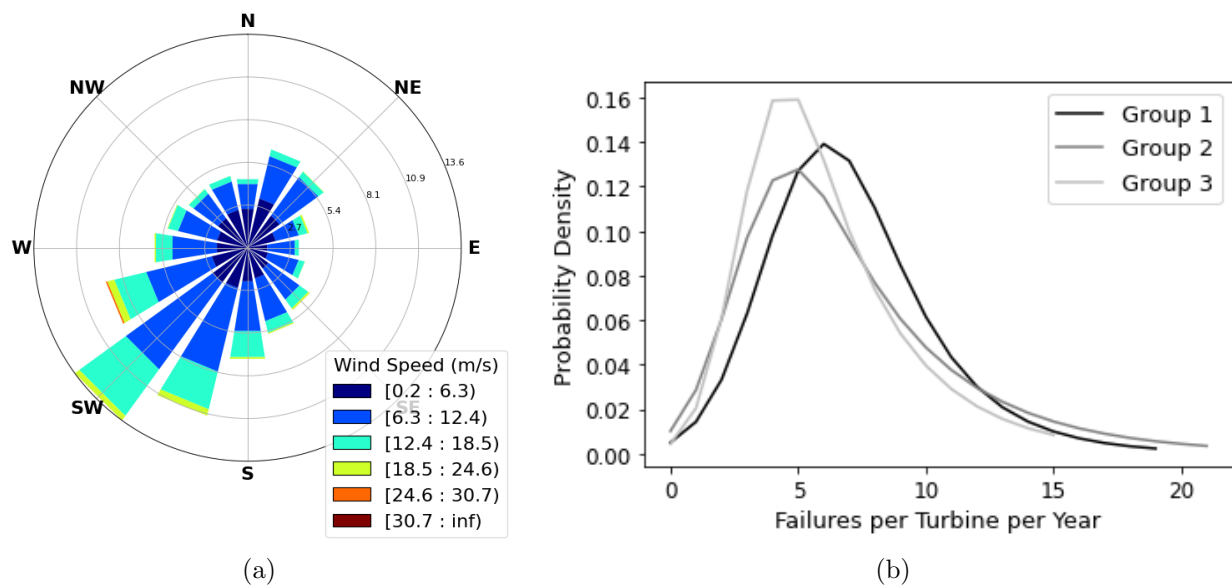 N
NW
NE
13.6
10.9
8.1
5.4
2.7
W
E
SW
SE
S
Wind Speed (m/s)
[0.2 : 6.3)
[6.3 : 12.4)
[12.4 : 18.5)
[18.5 : 24.6)
[24.6 : 30.7)
[30.7 : inf)
(a)
Probability Density
0.16
0.14
0.12
0.10
0.08
0.06
0.04
0.02
0.00
Group 1
Group 2
Group 3
0 5 10 15 20
Failures per Turbine per Year
(b)